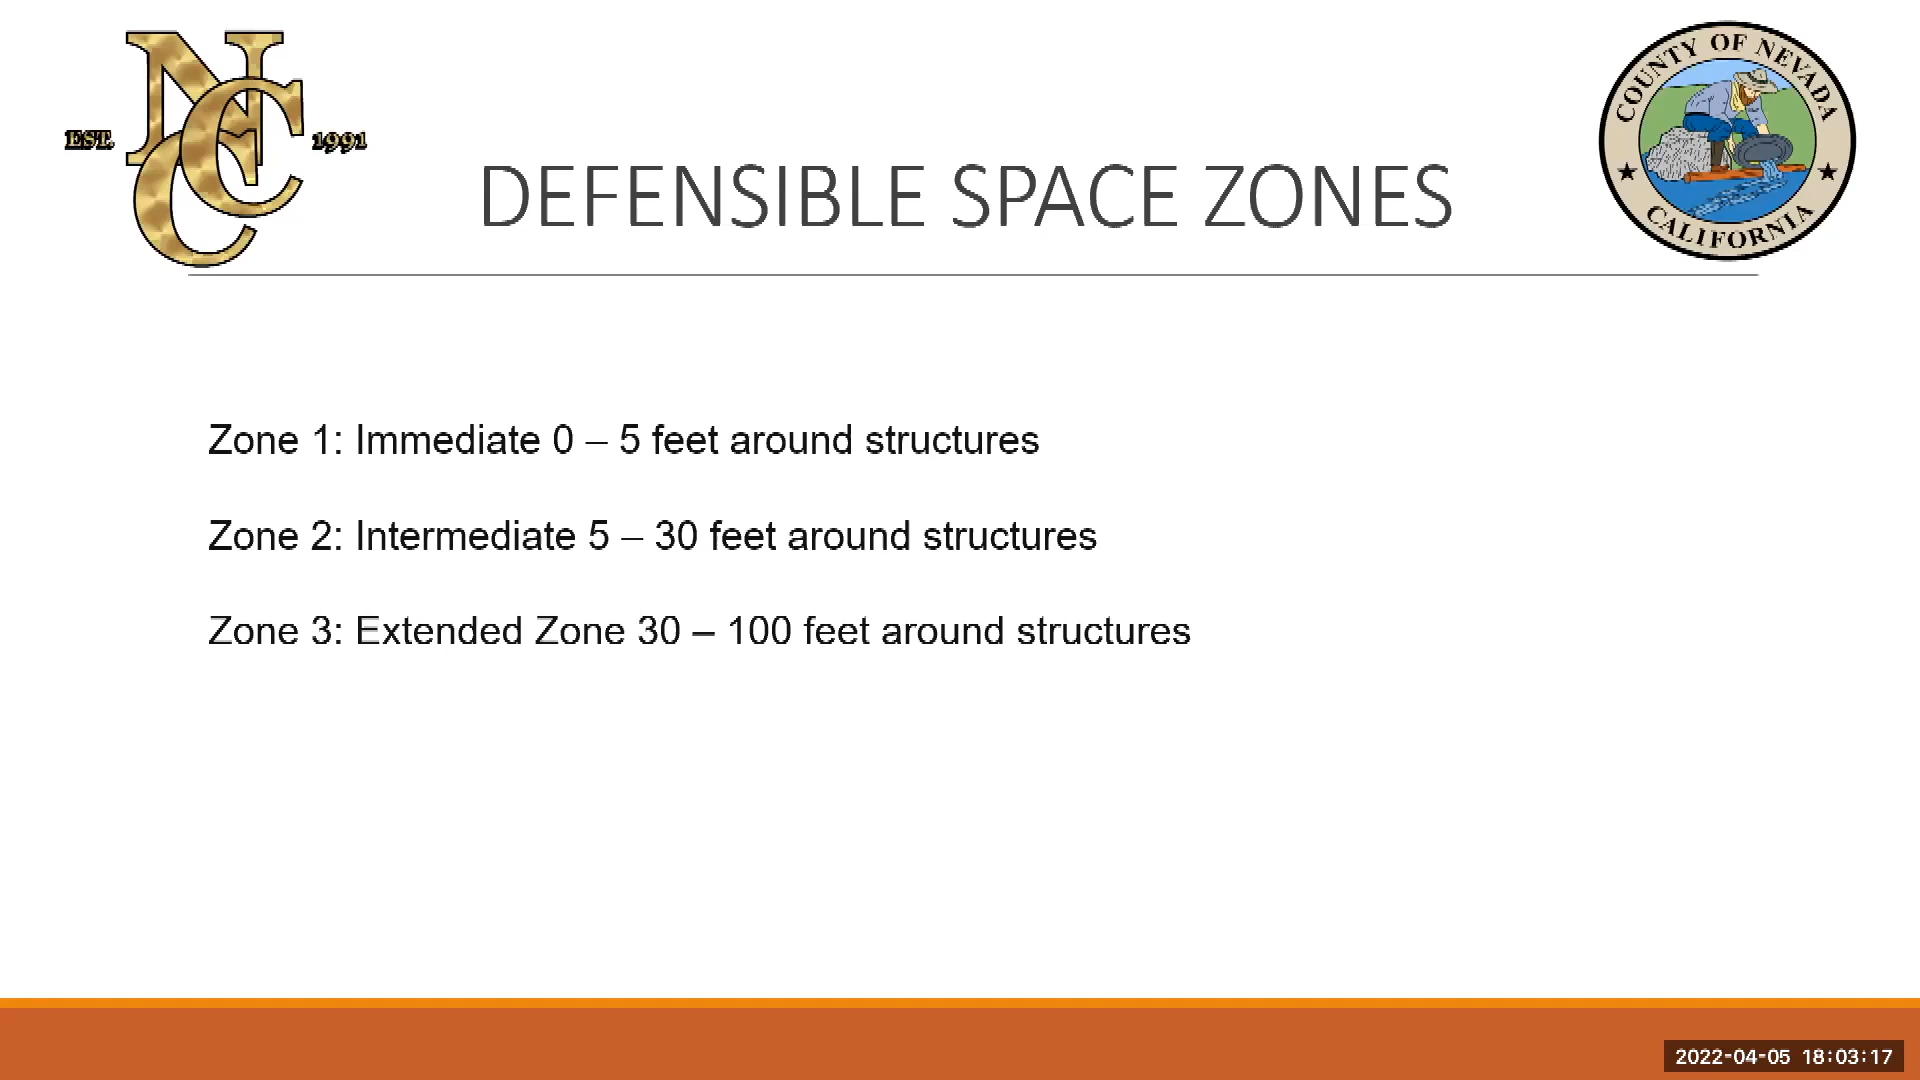 NCC
EST. 1991
COUNTY OF NEVADA
CALIFORNIA
DEFENSIBLE SPACE ZONES
Zone 1: Immediate 0 – 5 feet around structures
Zone 2: Intermediate 5 – 30 feet around structures
Zone 3: Extended Zone 30 – 100 feet around structures
2022-04-05 18:03:17